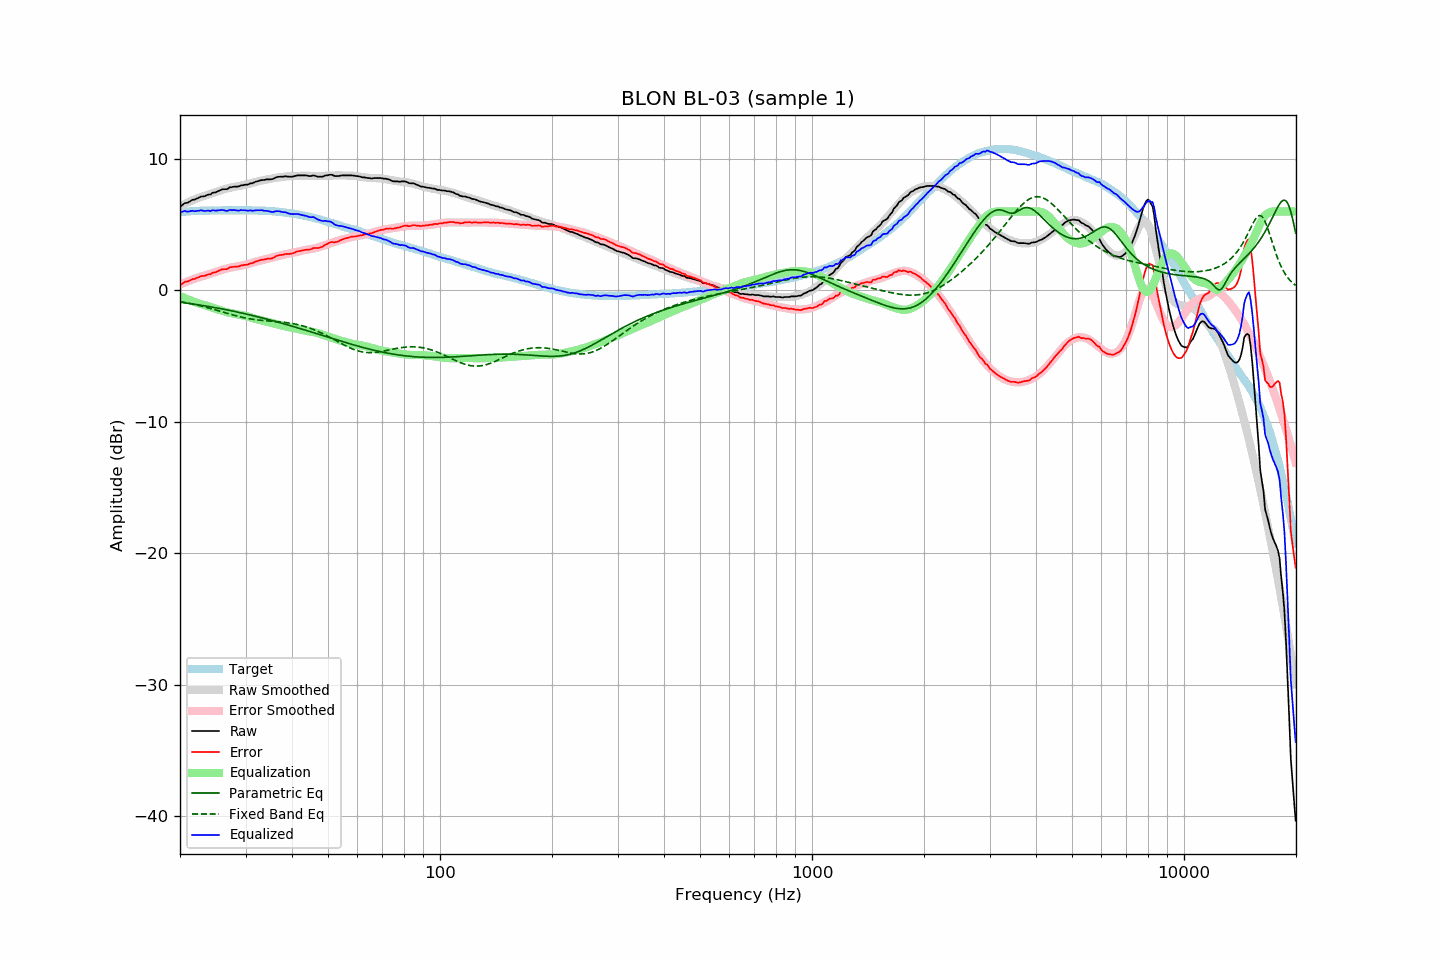 BLON BL-03 (sample 1)
10
0
−10
−20
−30
−40
Amplitude (dBr)
Target
Raw Smoothed
Error Smoothed
Raw
Error
Equalization
Parametric Eq
Fixed Band Eq
Equalized
100
1000
10000
Frequency (Hz)